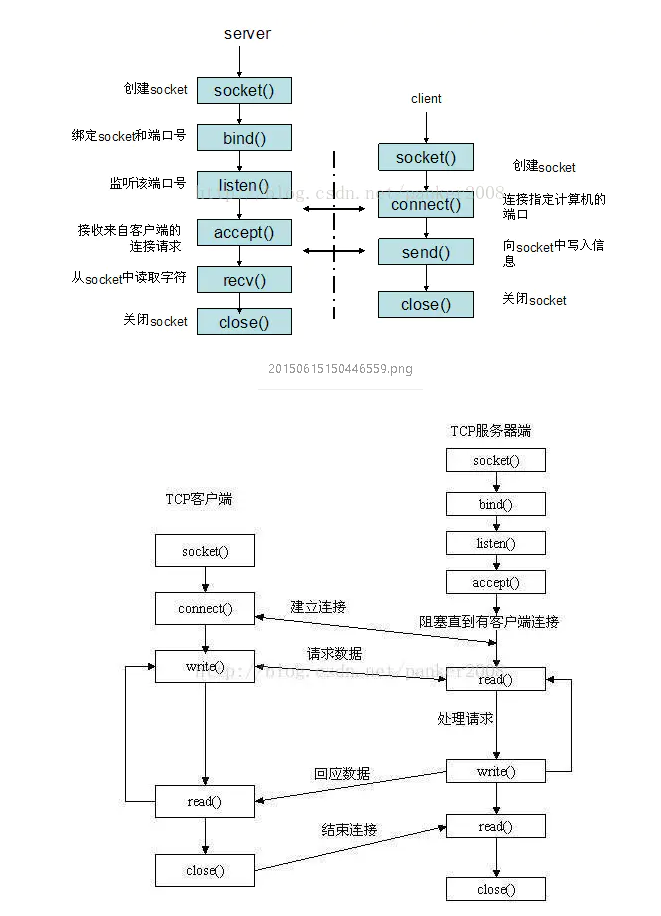 server
创建socket
socket()
绑定socket和端口号
bind()
监听该端口号
listen()
接收来自客户端的
连接请求
accept()
从socket中读取字符
recv()
关闭socket
close()
client
socket()
创建socket
connect()
连接指定计算机的
端口
send()
向socket中写入信
息
close()
关闭socket
http://blog.csdn.net/panker2008
20150615150446559.png
TCP服务器端
socket()
bind()
listen()
accept()
阻塞直到有客户端连接
read()
处理请求
write()
read()
close()
TCP客户端
socket()
connect()
write()
read()
close()
建立连接
请求数据
回应数据
结束连接
http://blog.csdn.net/panker2008